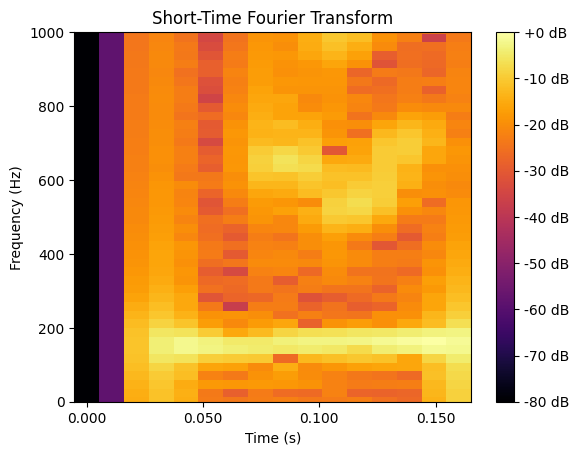 Short-Time Fourier Transform
1000
800
600
400
200
0
Frequency (Hz)
0.000
0.050
0.100
0.150
Time (s)
+0 dB
-10 dB
-20 dB
-30 dB
-40 dB
-50 dB
-60 dB
-70 dB
-80 dB